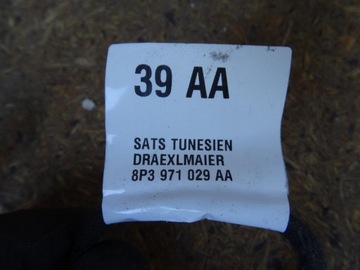 39 AA
SATS TUNESIEN
DRAEXLMAIER
8P3 971 029 AA